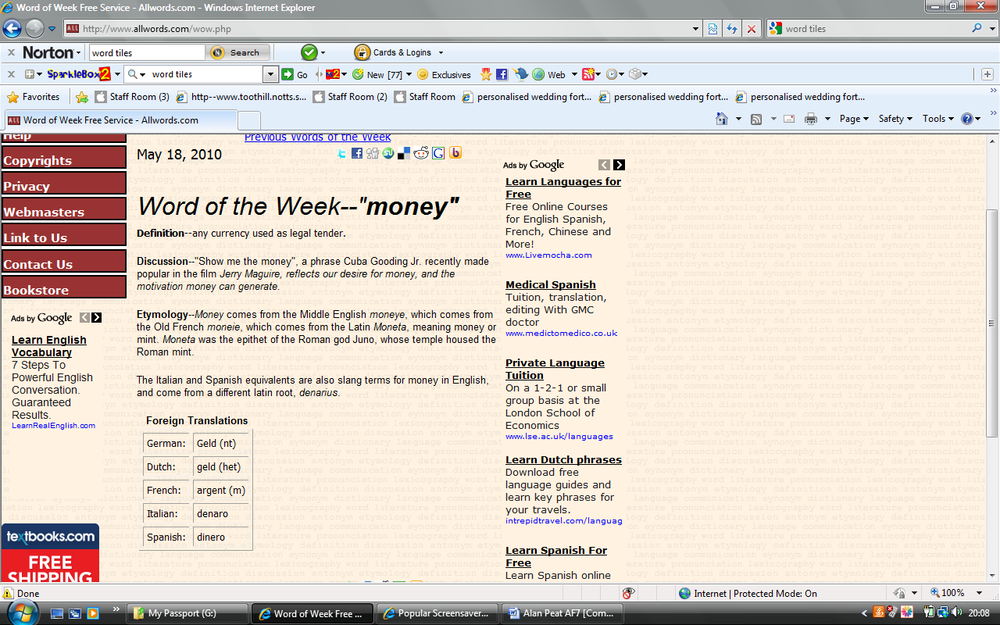 Word of Week Free Service - Allwords.com - Windows Internet Explorer
http://www.allwords.com/wow.php
word tiles
Norton
word tiles
Search
Cards & Logins
SparkleBox2
word tiles
Go
New [77]
Exclusives
Web
Favorites
Staff Room (3)
http--www.toothill.notts.s...
Staff Room (2)
Staff Room
personalised wedding fort...
personalised wedding fort...
personalised wedding fort...
Word of Week Free Service - Allwords.com
Page
Safety
Tools
Help
Copyrights
Privacy
Webmasters
Link to Us
Contact Us
Bookstore
Ads by Google
Learn English
Vocabulary
7 Steps To
Powerful English
Conversation.
Guaranteed
Results.
LearnRealEnglish.com
textbooks.com
FREE
SHIPPING
Previous Words of the Week
May 18, 2010
Word of the Week--"money"
Definition--any currency used as legal tender.
Discussion--"Show me the money", a phrase Cuba Gooding Jr. recently made
popular in the film Jerry Maguire, reflects our desire for money, and the
motivation money can generate.
Etymology--Money comes from the Middle English moneye, which comes from
the Old French moneie, which comes from the Latin Moneta, meaning money or
mint. Moneta was the epithet of the Roman god Juno, whose temple housed the
Roman mint.
The Italian and Spanish equivalents are also slang terms for money in English,
and come from a different latin root, denarius.
Foreign Translations
German: Geld (nt)
Dutch: geld (het)
French: argent (m)
Italian: denaro
Spanish: dinero
Ads by Google
Learn Languages for
Free
Free Online Courses
for English Spanish,
French, Chinese and
More!
www.Livemocha.com
Medical Spanish
Tuition, translation,
editing With GMC
doctor
www.medictomedico.co.uk
Private Language
Tuition
On a 1-2-1 or small
group basis at the
London School of
Economics
www.lse.ac.uk/languages
Learn Dutch phrases
Download free
language guides and
learn key phrases for
your travels.
intrepidtravel.com/languag
Learn Spanish For
Free
Learn Spanish online
Done
Internet | Protected Mode: On
100%
My Passport (G:)
Word of Week Free ...
Popular Screensaver...
Alan Peat AF7 [Com...
20:08